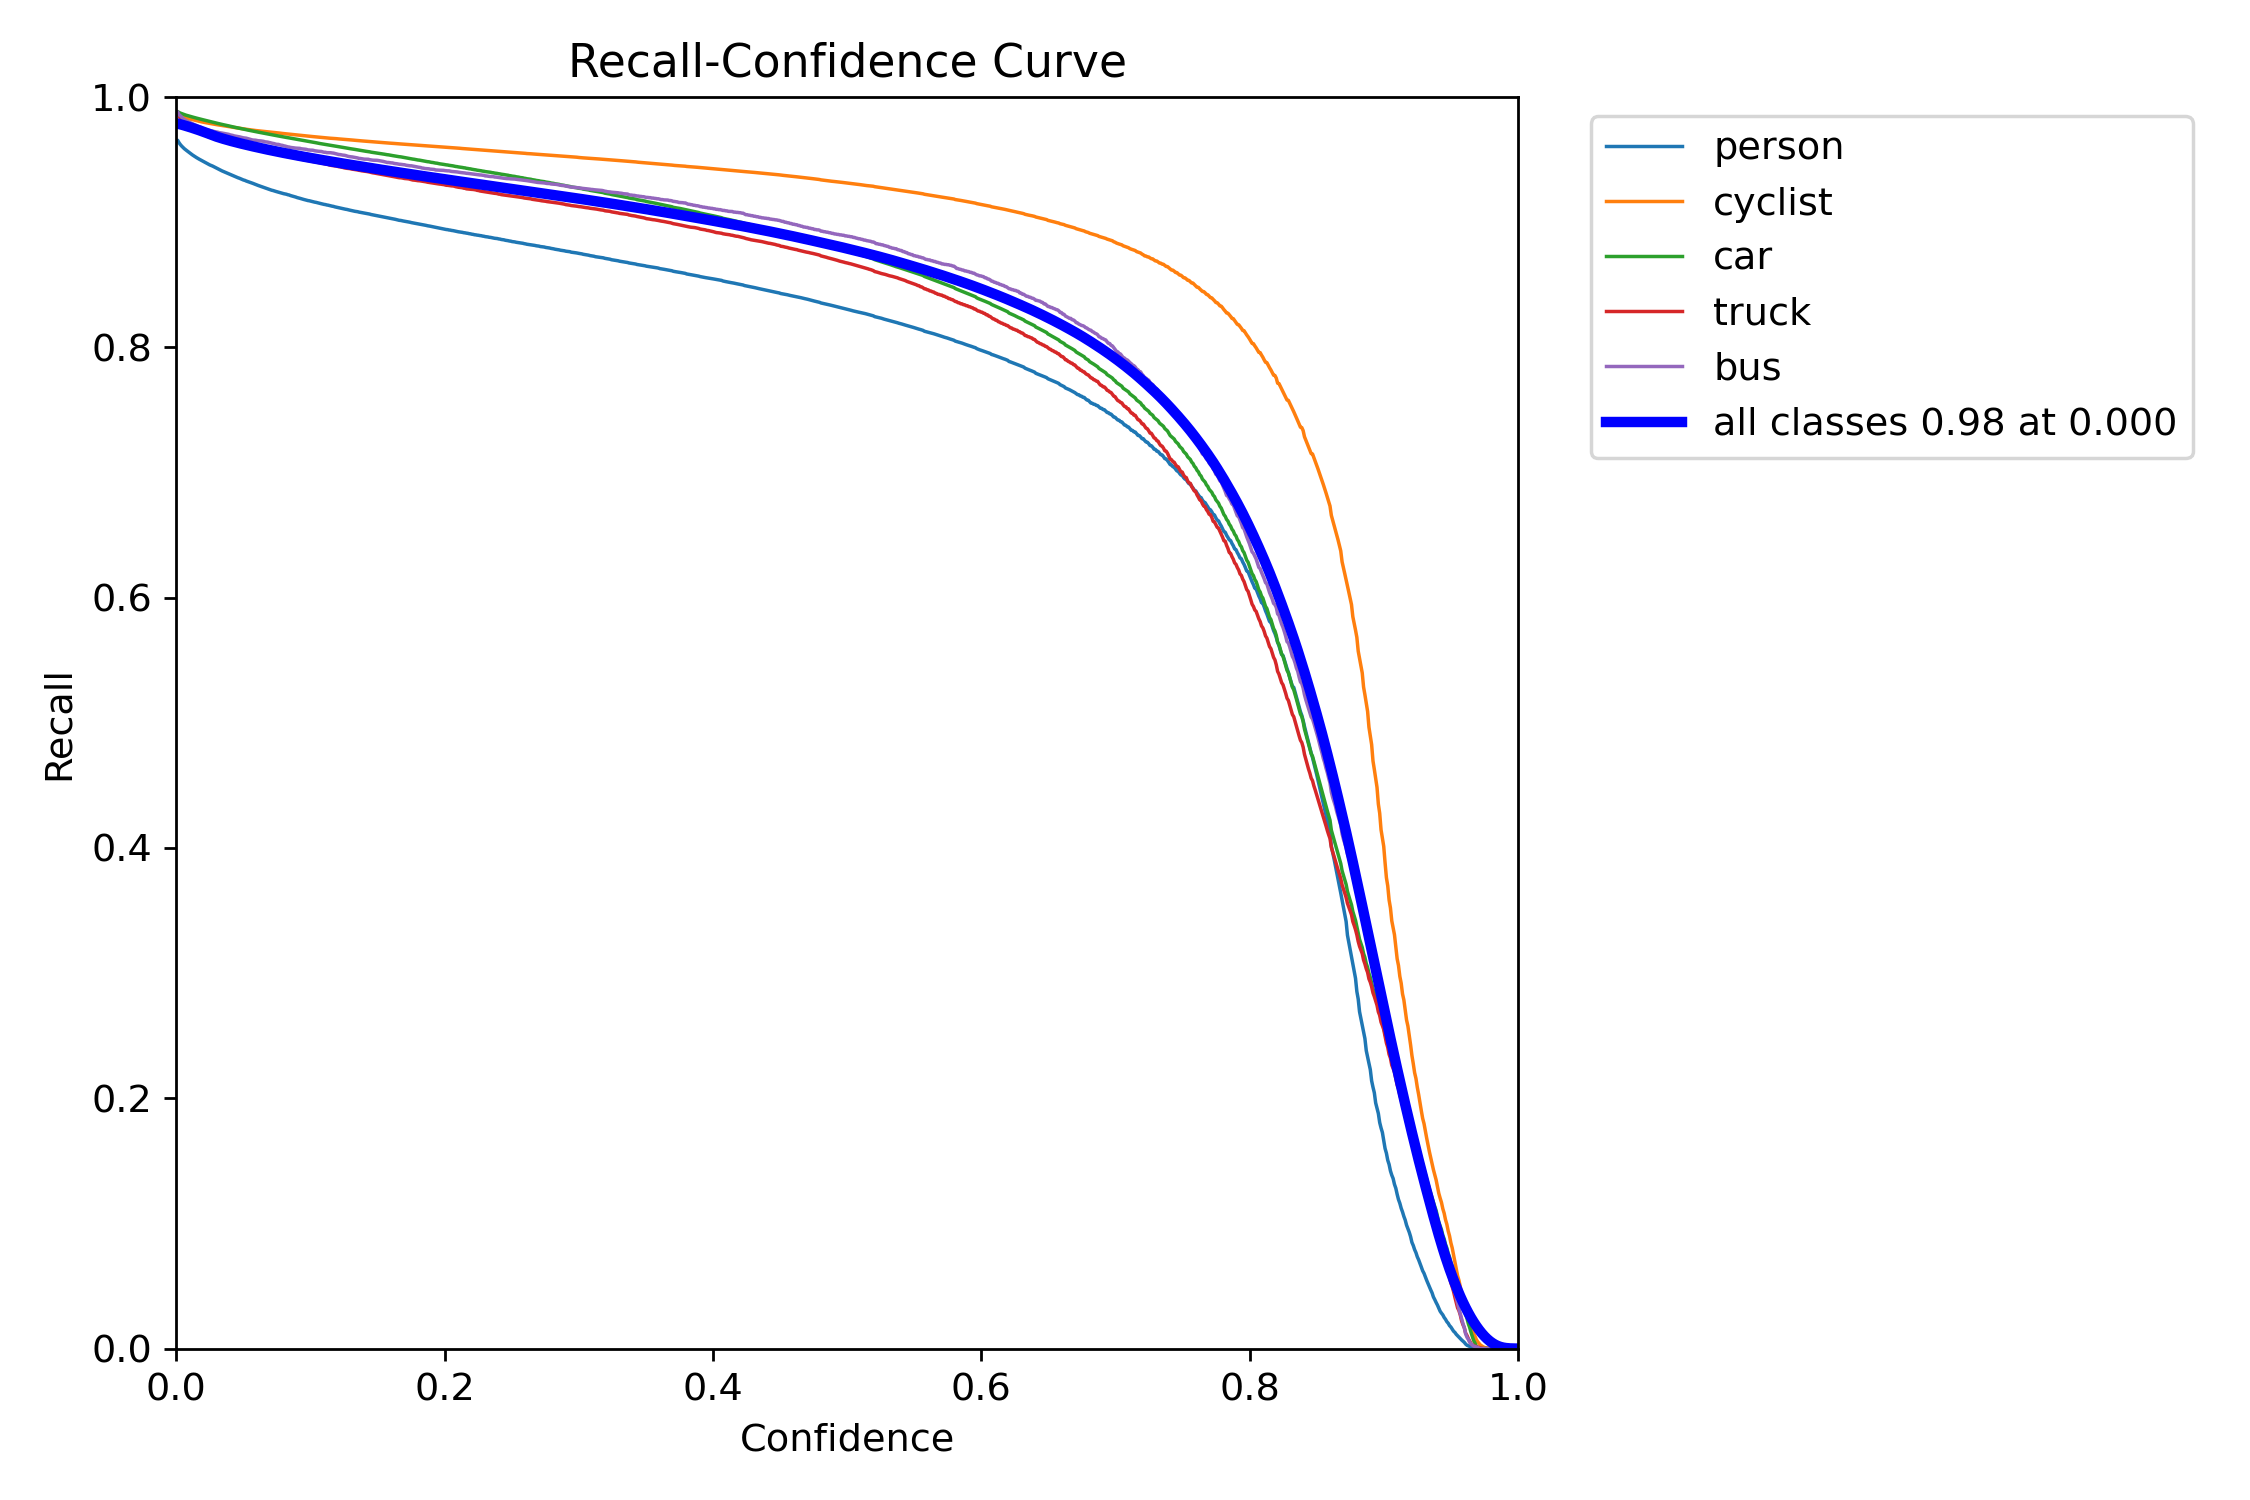 Recall-Confidence Curve
1.0
0.8
0.6
0.4
0.2
0.0
Recall
0.0 0.2 0.4 0.6 0.8 1.0
Confidence
person
cyclist
car
truck
bus
all classes 0.98 at 0.000